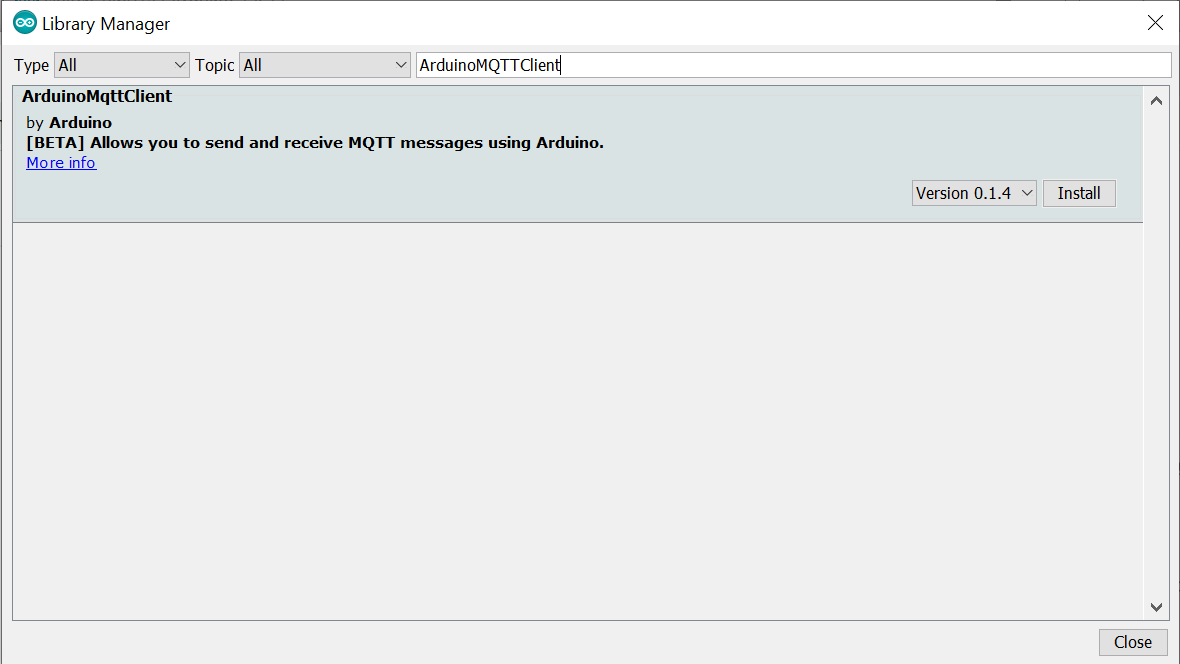 Library Manager
Type All Topic All ArduinoMQTTClient
ArduinoMqttClient
by Arduino
[BETA] Allows you to send and receive MQTT messages using Arduino.
More info
Version 0.1.4 Install
Close